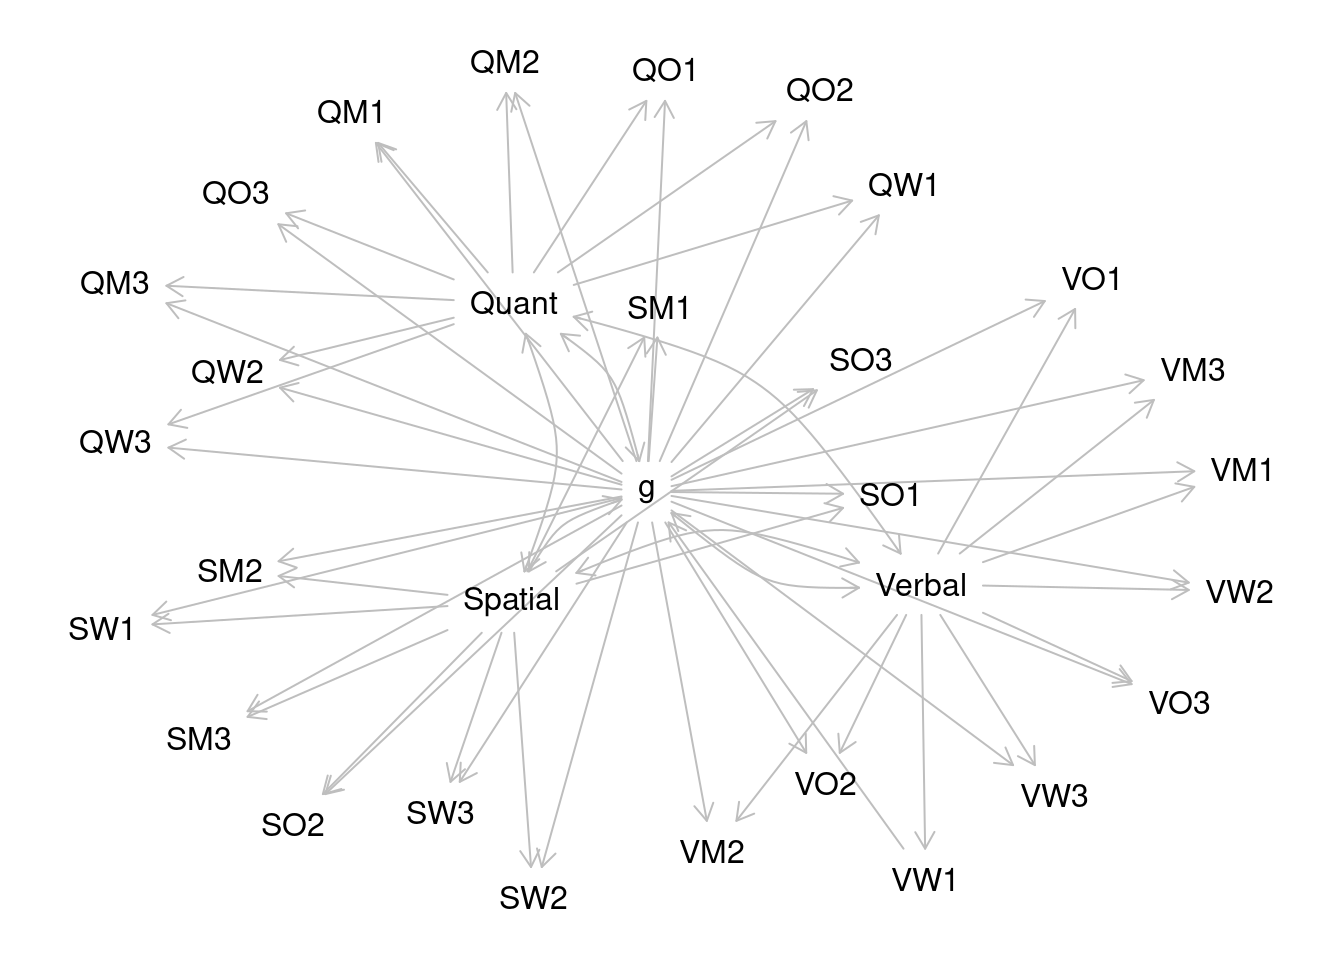 QM2
QO1
QO2
QM1
QW1
QO3
VO1
QM3
Quant
SM1
SO3
VM3
QW2
QW3
VM1
g
SO1
SM2
Verbal
VW2
Spatial
SW1
VO3
SM3
VO2
VW3
SO2
SW3
VM2
VW1
SW2